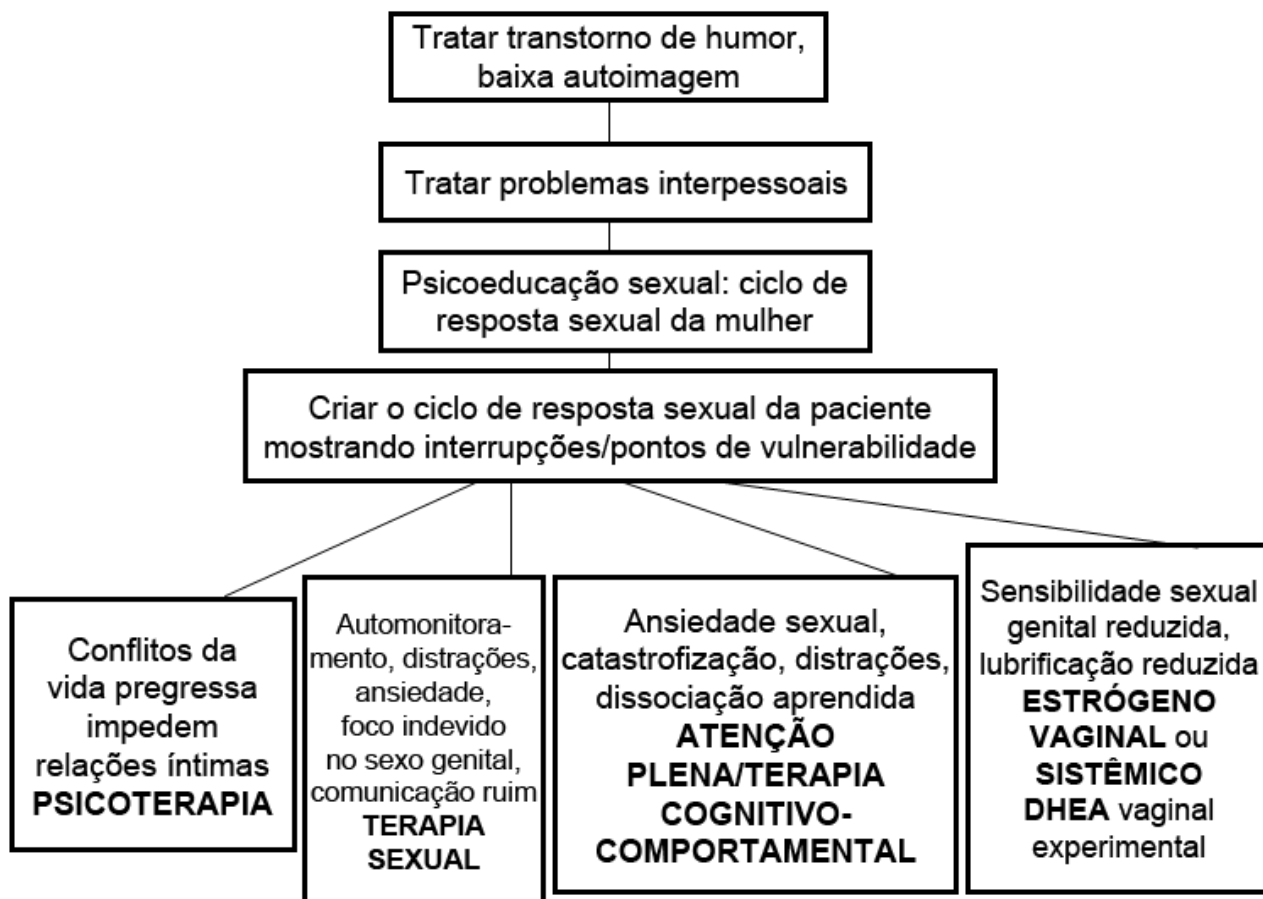 Tratar transtorno de humor,
baixa autoimagem
Tratar problemas interpessoais
Psicoeducação sexual: ciclo de
resposta sexual da mulher
Criar o ciclo de resposta sexual da paciente
mostrando interrupções/pontos de vulnerabilidade
Conflitos da
vida pregressa
impedem
relações íntimas
PSICOTERAPIA
Automonitora-
mento, distrações,
ansiedade,
foco indevido
no sexo genital,
comunicação ruim
TERAPIA
SEXUAL
Ansiedade sexual,
catastrofização, distrações,
dissociação aprendida
ATENÇÃO
PLENA/TERAPIA
COGNITIVO-
COMPORTAMENTAL
Sensibilidade sexual
genital reduzida,
lubrificação reduzida
ESTRÓGENO
VAGINAL ou
SISTÊMICO
DHEA vaginal
experimental